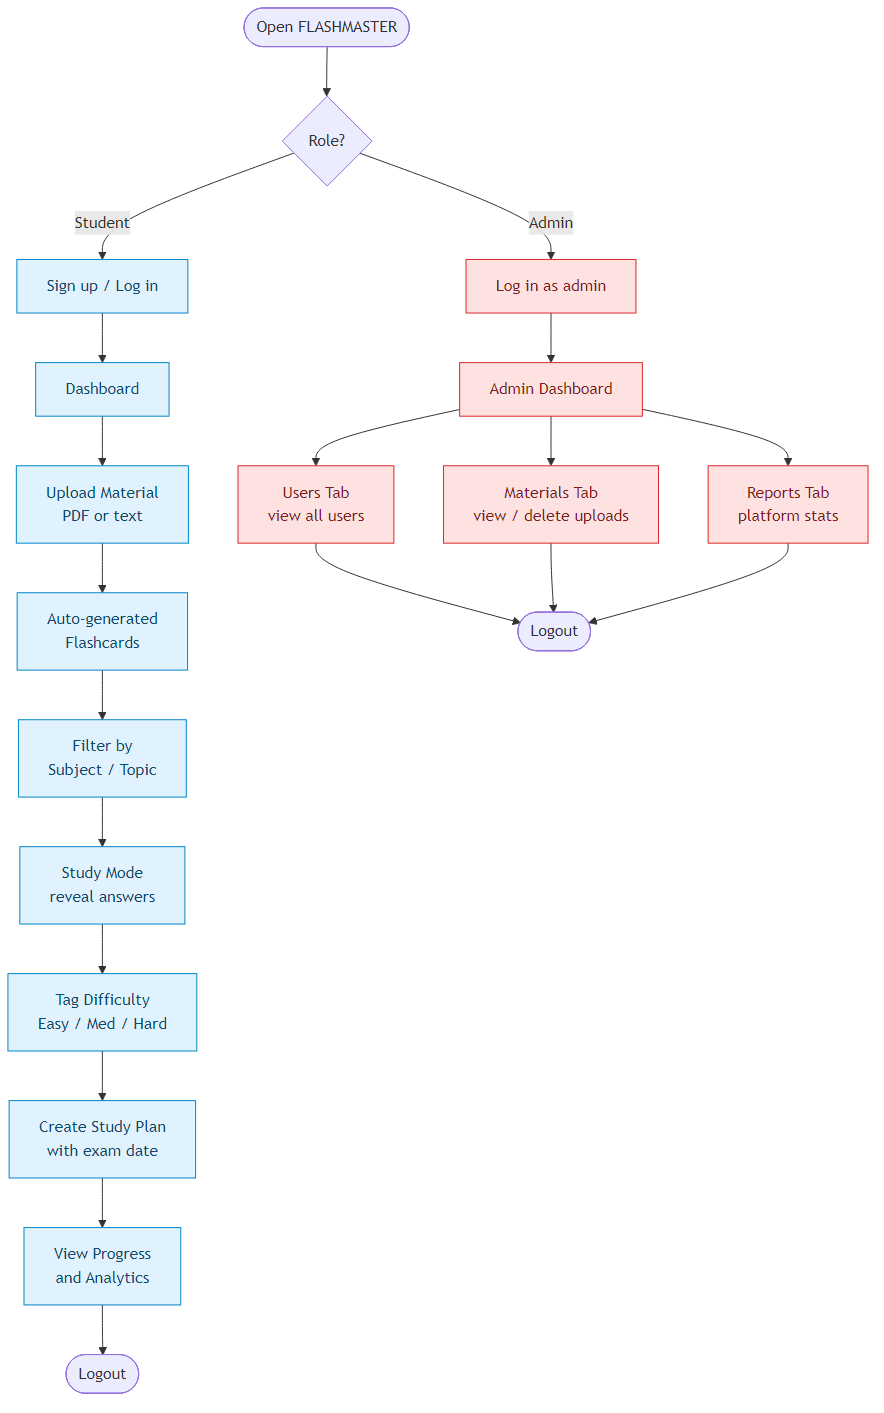 Open FLASHMASTER
Role?
Student
Admin
Sign up / Log in
Log in as admin
Dashboard
Admin Dashboard
Upload Material
PDF or text
Users Tab
view all users
Materials Tab
view / delete uploads
Reports Tab
platform stats
Auto-generated
Flashcards
Logout
Filter by
Subject / Topic
Study Mode
reveal answers
Tag Difficulty
Easy / Med / Hard
Create Study Plan
with exam date
View Progress
and Analytics
Logout